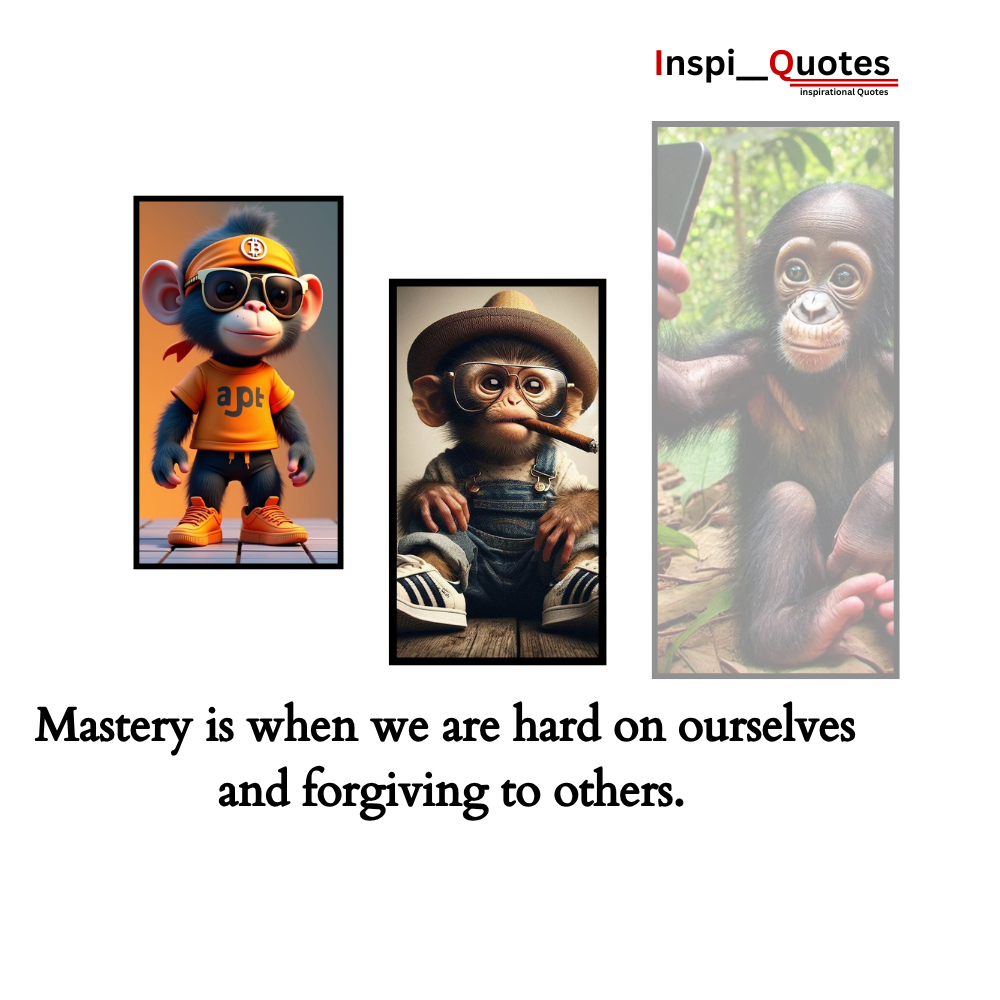 Inspi__Quotes
inspirational Quotes
apt
Mastery is when we are hard on ourselves
and forgiving to others.